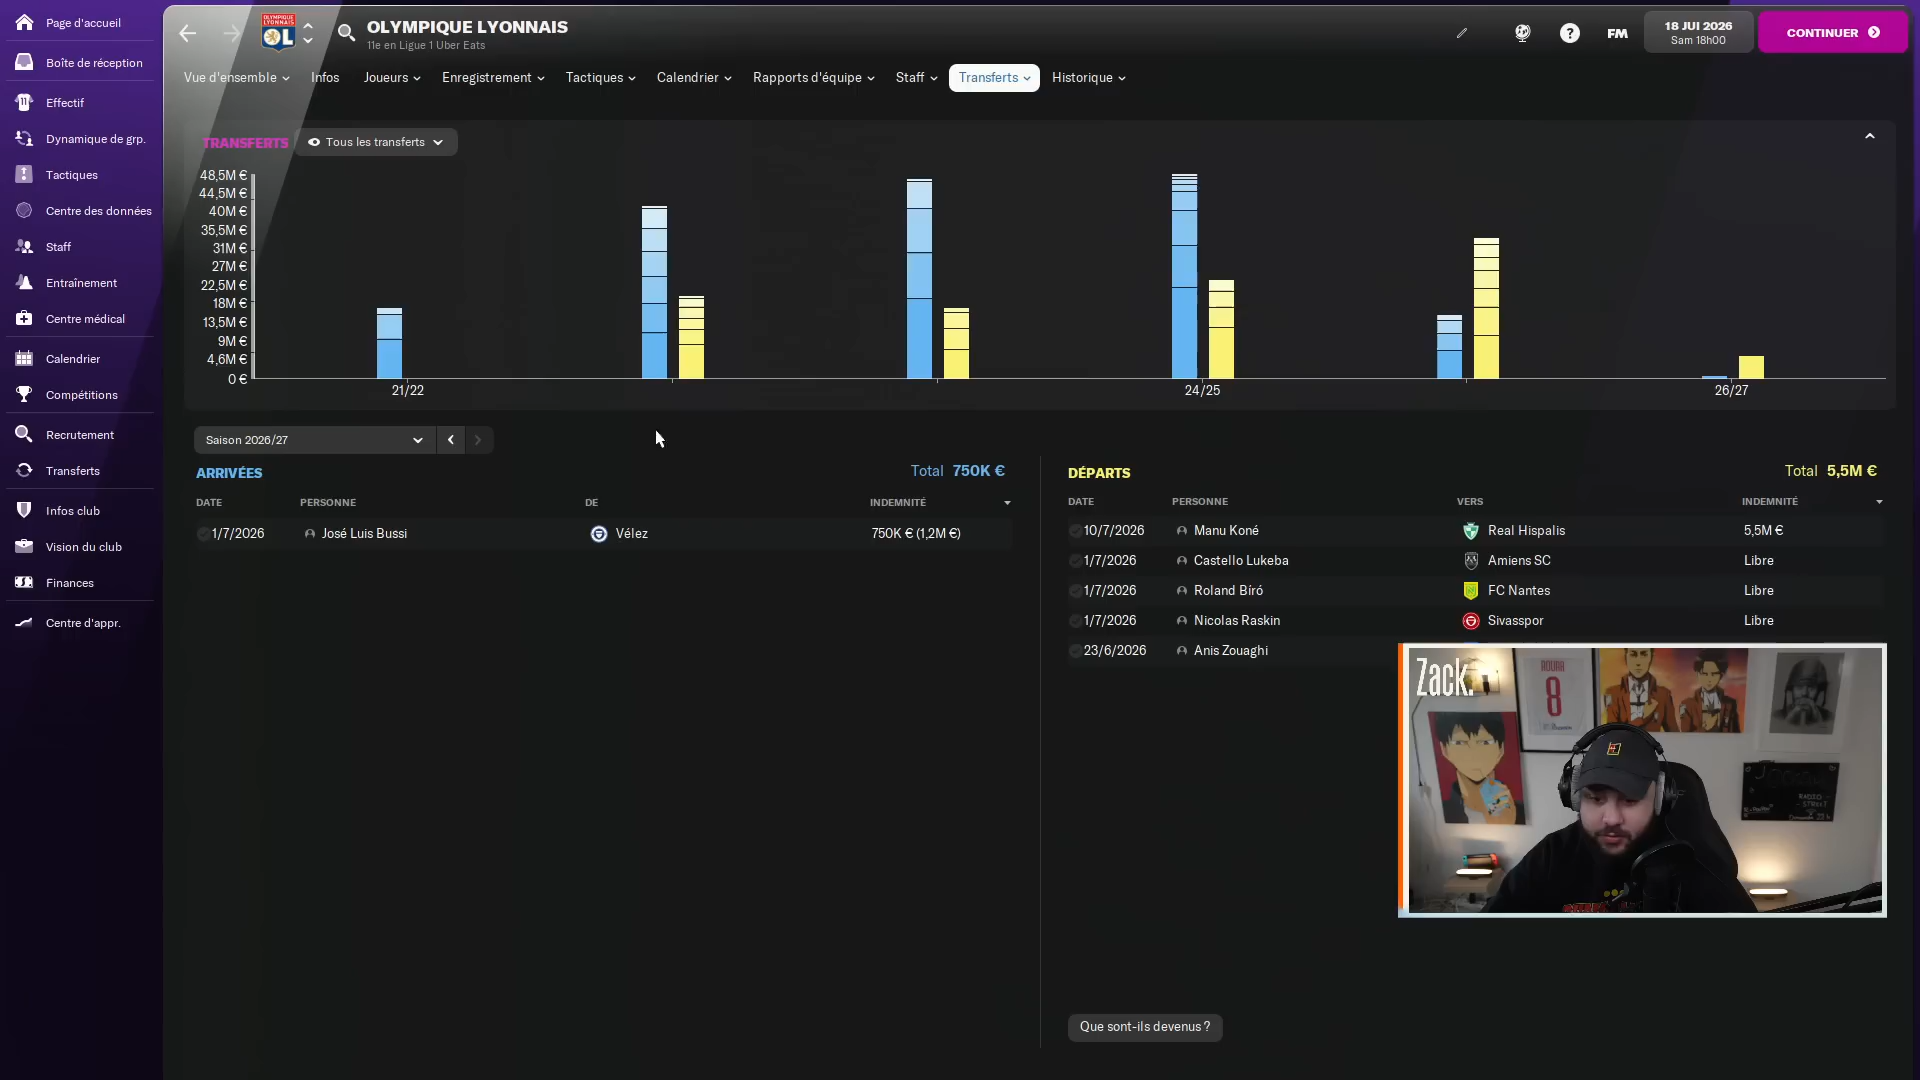 Page d'accueil
Boîte de réception
Effectif
Dynamique de grp.
Tactiques
Centre des données
Staff
Entraînement
Centre médical
Calendrier
Compétitions
Recrutement
Transferts
Infos club
Vision du club
Finances
Centre d'appr.
OLYMPIQUE LYONNAIS
11e en Ligue 1 Uber Eats
FM
18 JUI 2026
Sam 18h00
CONTINUER
Vue d'ensemble Infos Joueurs Enregistrement Tactiques Calendrier Rapports d'équipe Staff Transferts Historique
TRANSFERTS Tous les transferts
48,5M €
44,5M €
40M €
35,5M €
31M €
27M €
22,5M €
18M €
13,5M €
9M €
4,6M €
0 €
21/22 24/25 26/27
Saison 2026/27
ARRIVÉES Total 750K €
DATE PERSONNE DE INDEMNITÉ
1/7/2026 José Luis Bussi Vélez 750K € (1,2M €)
DÉPARTS Total 5,5M €
DATE PERSONNE VERS INDEMNITÉ
10/7/2026 Manu Koné Real Hispalis 5,5M €
1/7/2026 Castello Lukeba Amiens SC Libre
1/7/2026 Roland Bíró FC Nantes Libre
1/7/2026 Nicolas Raskin Sivasspor Libre
23/6/2026 Anis Zouaghi
Zack.
8
RADIO -
STREET
Que sont-ils devenus ?